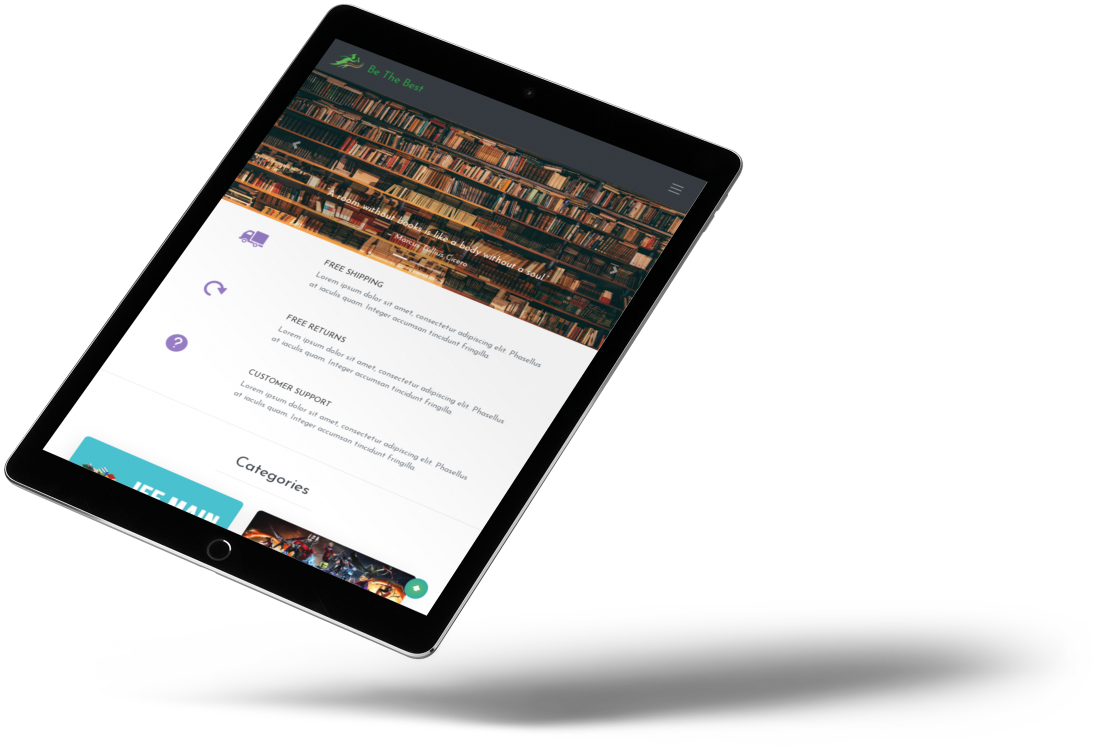 Be The Best
"A room without books is like a body without a soul."
– Marcus Tullius Cicero
FREE SHIPPING
Lorem ipsum dolor sit amet, consectetur adipiscing elit. Phasellus
at iaculis quam. Integer accumsan tincidunt fringilla.
FREE RETURNS
Lorem ipsum dolor sit amet, consectetur adipiscing elit. Phasellus
at iaculis quam. Integer accumsan tincidunt fringilla.
CUSTOMER SUPPORT
Lorem ipsum dolor sit amet, consectetur adipiscing elit. Phasellus
at iaculis quam. Integer accumsan tincidunt fringilla
Categories
JEE MAIN